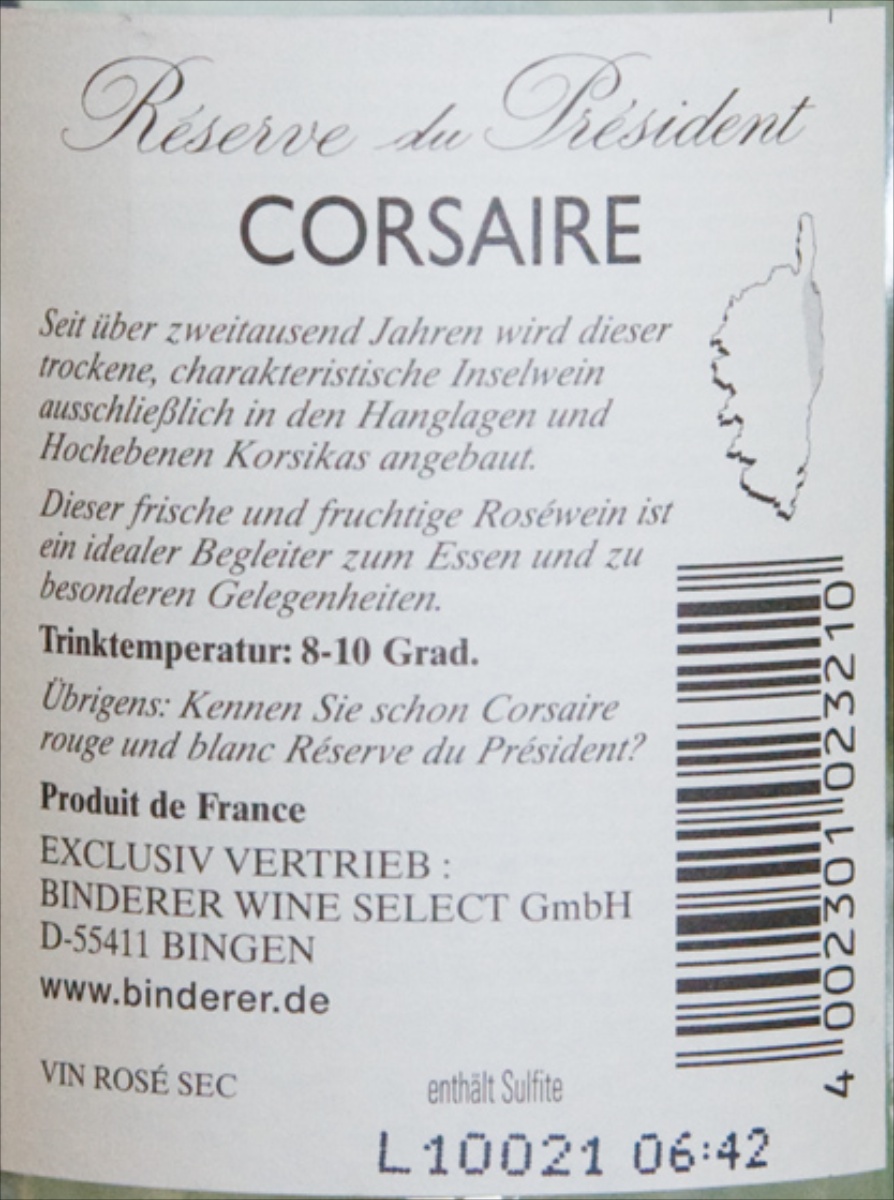 Réserve du Président
CORSAIRE
Seit über zweitausend Jahren wird dieser
trockene, charakteristische Inselwein
ausschließlich in den Hanglagen und
Hochebenen Korsikas angebaut.
Dieser frische und fruchtige Roséwein ist
ein idealer Begleiter zum Essen und zu
besonderen Gelegenheiten.
Trinktemperatur: 8-10 Grad.
Übrigens: Kennen Sie schon Corsaire
rouge und blanc Réserve du Président?
Produit de France
EXCLUSIV VERTRIEB :
BINDERER WINE SELECT GmbH
D-55411 BINGEN
www.binderer.de
VIN ROSÉ SEC
enthält Sulfite
L10021 06:42
4 002301 023210